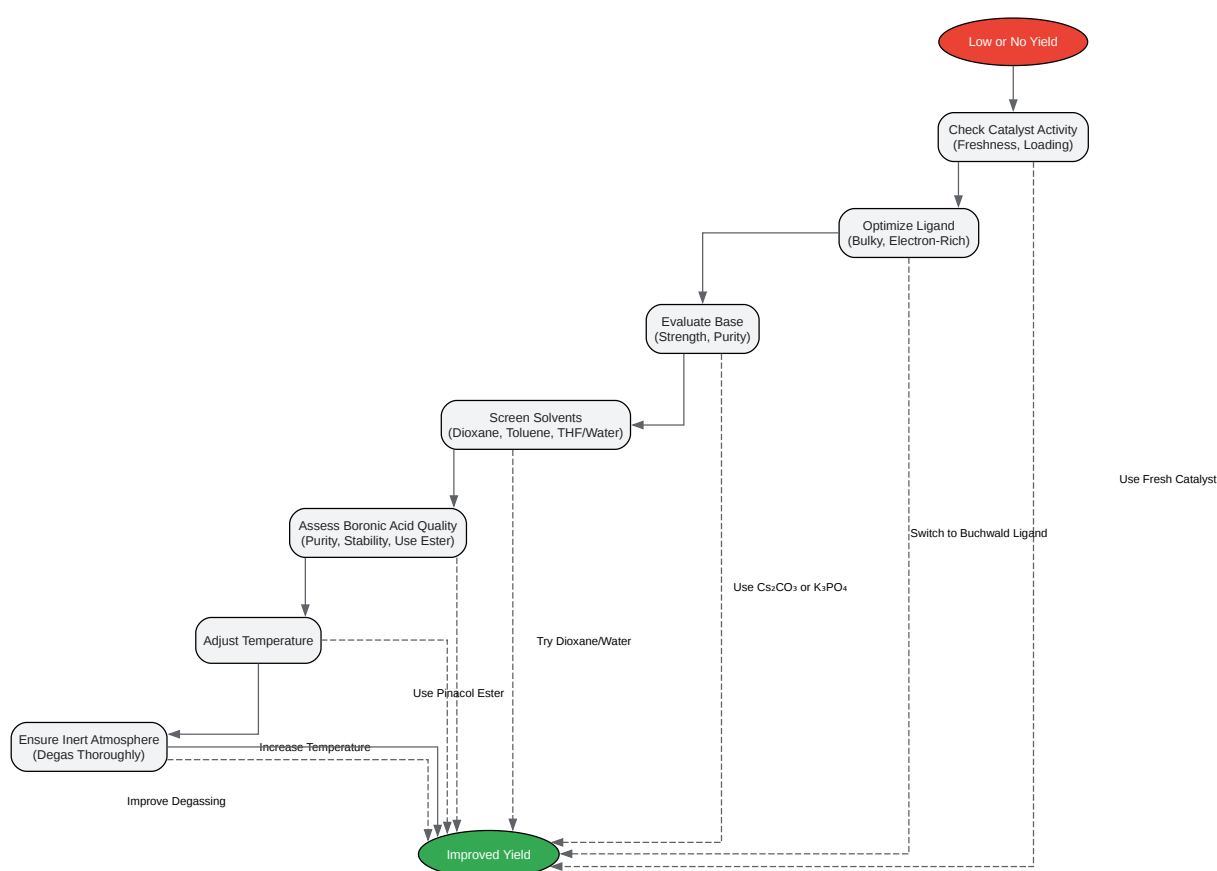 Low or No Yield
Check Catalyst Activity
(Freshness, Loading)
Optimize Ligand
(Bulky, Electron-Rich)
Evaluate Base
(Strength, Purity)
Screen Solvents
(Dioxane, Toluene, THF/Water)
Use Fresh Catalyst
Assess Boronic Acid Quality
(Purity, Stability, Use Ester)
Switch to Buchwald Ligand
Use Cs₂CO₃ or K₃PO₄
Adjust Temperature
Try Dioxane/Water
Use Pinacol Ester
Ensure Inert Atmosphere
(Degas Thoroughly)
Increase Temperature
Improve Degassing
Improved Yield